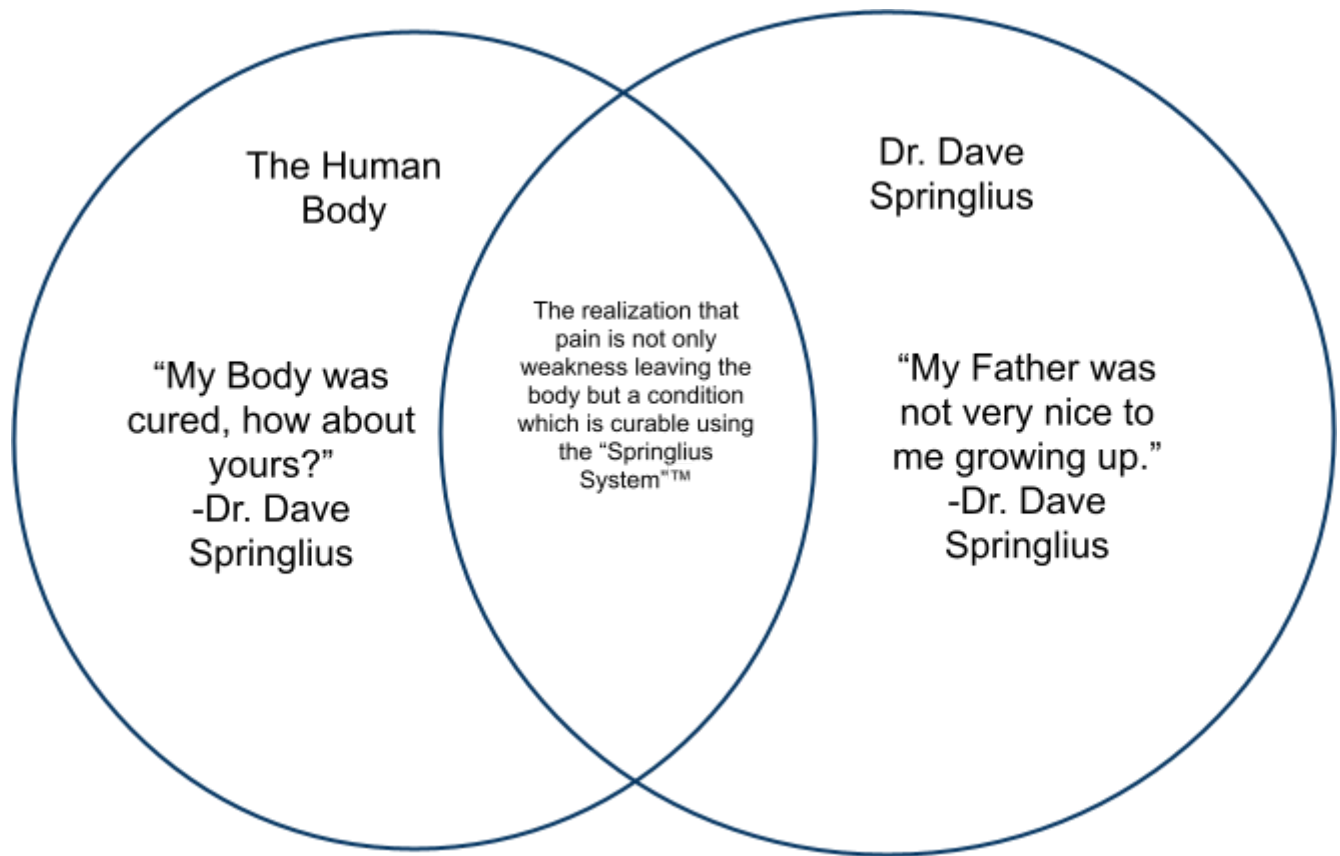 The Human
Body
“My Body was
cured, how about
yours?”
-Dr. Dave
Springlius
The realization that
pain is not only
weakness leaving the
body but a condition
which is curable using
the “Springlius
System”™
Dr. Dave
Springlius
“My Father was
not very nice to
me growing up.”
-Dr. Dave
Springlius